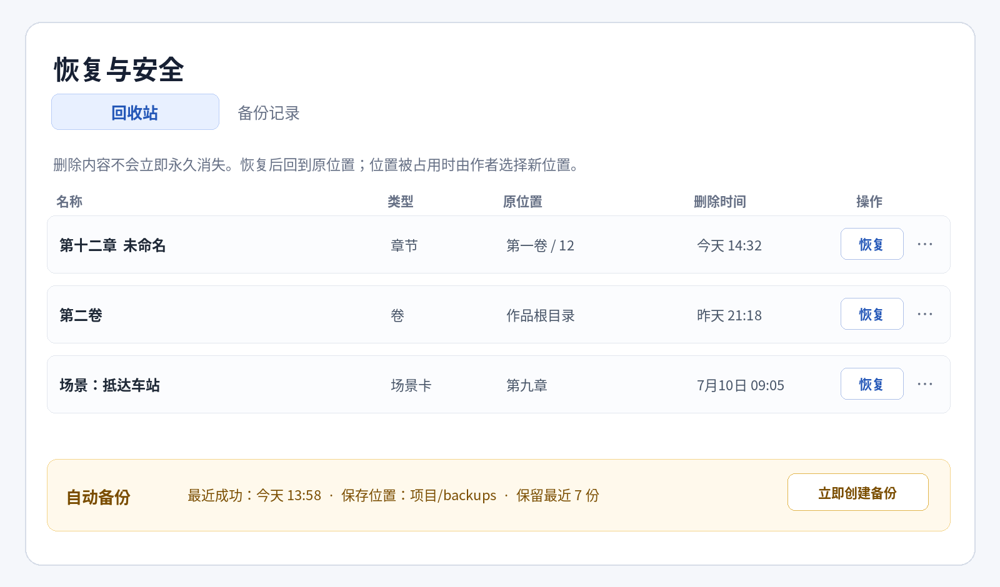 恢复与安全
回收站 备份记录
删除内容不会立即永久消失。恢复后回到原位置；位置被占用时由作者选择新位置。
名称 类型 原位置 删除时间 操作
第十二章 未命名 章节 第一卷 / 12 今天 14:32 恢复 ···
第二卷 卷 作品根目录 昨天 21:18 恢复 ···
场景：抵达车站 场景卡 第九章 7月10日 09:05 恢复 ···
自动备份 最近成功：今天 13:58 · 保存位置：项目/backups · 保留最近 7 份 立即创建备份